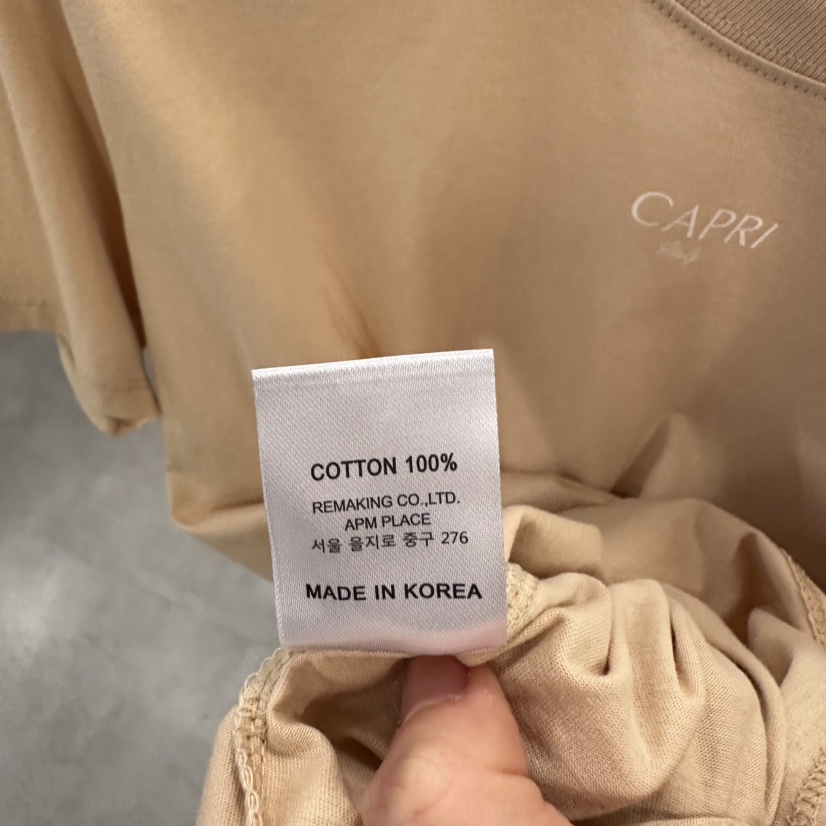 CAPRI
COTTON 100%
REMAKING CO.,LTD.
APM PLACE
서울 을지로 중구 276
MADE IN KOREA